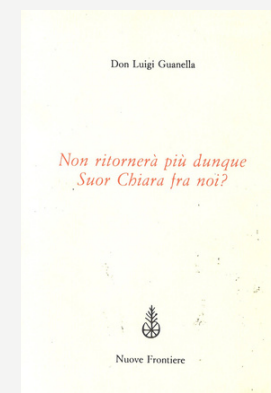 Don Luigi Guanella
Non ritornerà più dunque
Suor Chiara fra noi?
Nuove Frontiere